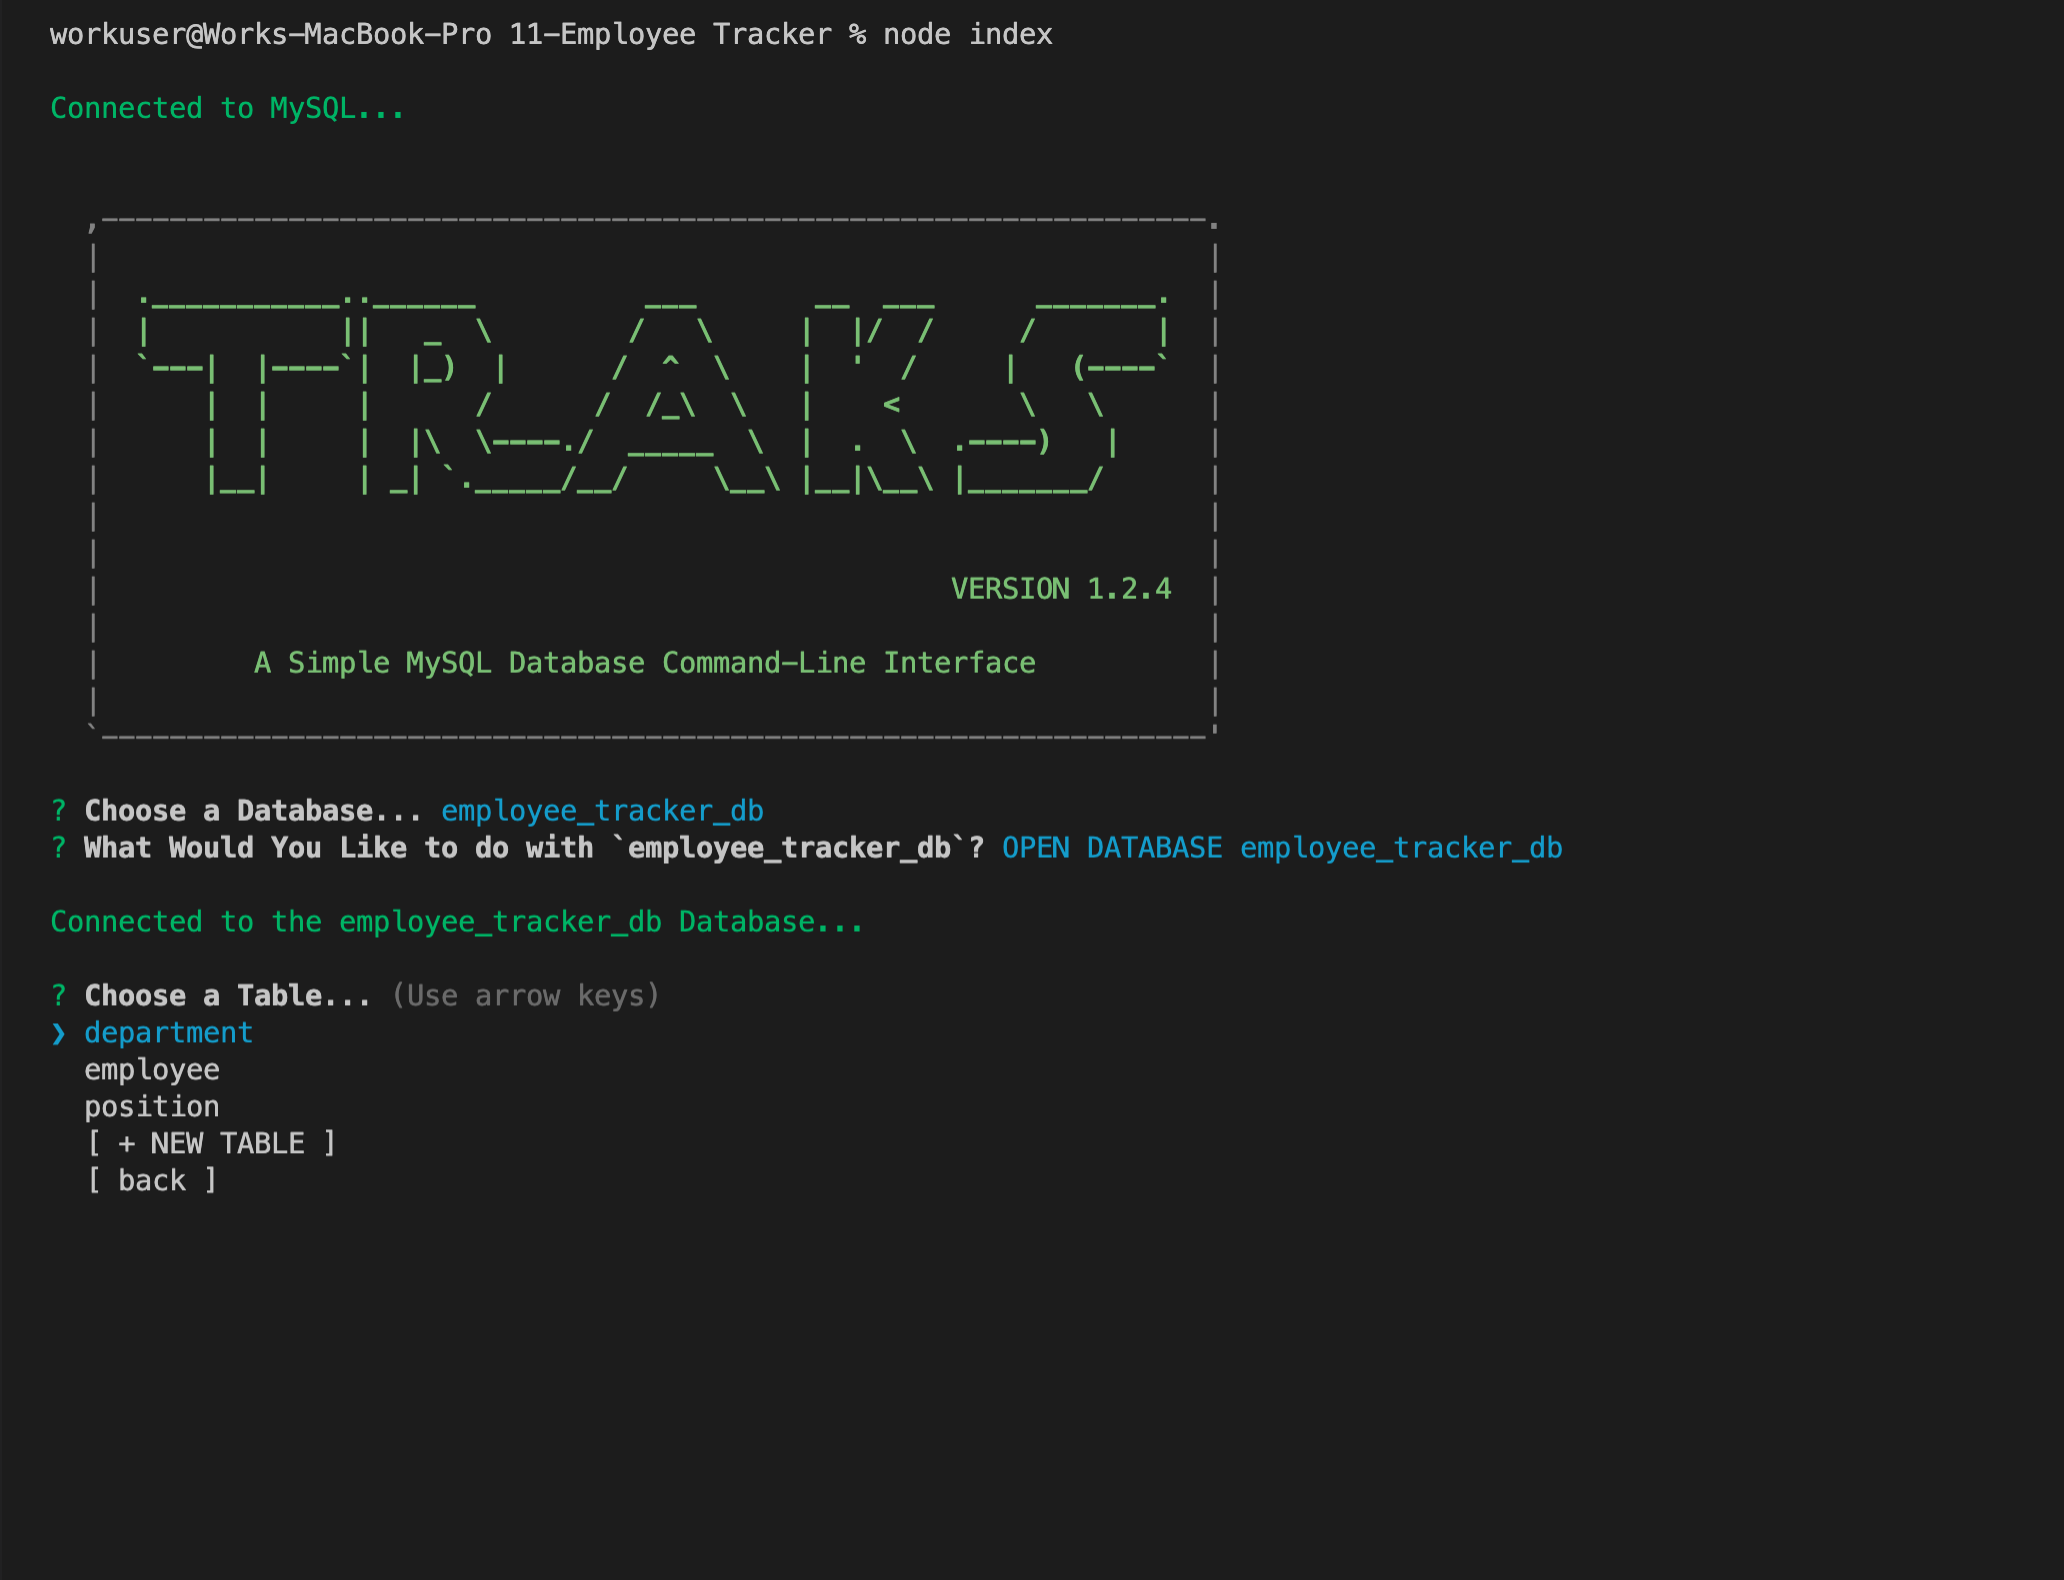 workuser@Works-MacBook-Pro 11-Employee Tracker % node index
Connected to MySQL...
TRAKS
VERSION 1.2.4
A Simple MySQL Database Command-Line Interface
? Choose a Database... employee_tracker_db
? What Would You Like to do with `employee_tracker_db`? OPEN DATABASE employee_tracker_db
Connected to the employee_tracker_db Database...
? Choose a Table... (Use arrow keys)
❯ department
employee
position
[ + NEW TABLE ]
[ back ]